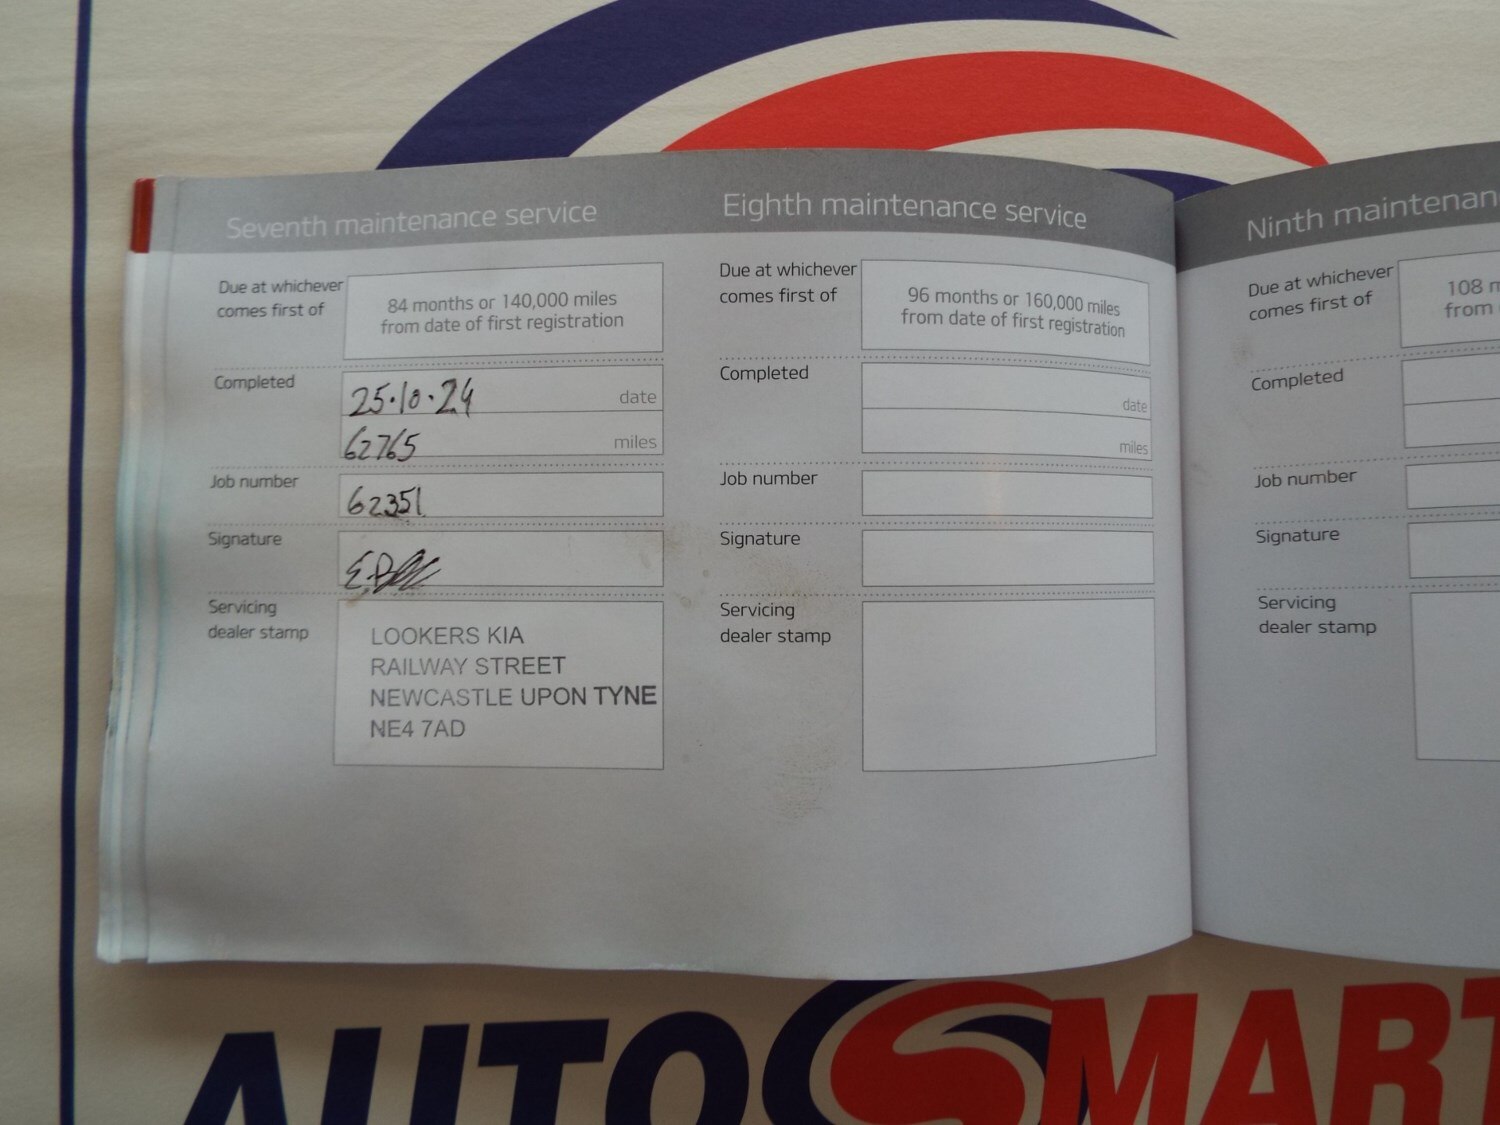 Seventh maintenance service
Due at whichever
comes first of
84 months or 140,000 miles
from date of first registration
Completed
25.10.24
date
62765
miles
Job number
62351
Signature
Servicing
dealer stamp
LOOKERS KIA
RAILWAY STREET
NEWCASTLE UPON TYNE
NE4 7AD
Eighth maintenance service
Due at whichever
comes first of
96 months or 160,000 miles
from date of first registration
Completed
date
miles
Job number
Signature
Servicing
dealer stamp
Ninth maintenan
Due at whichever
comes first of
108 m
from
Completed
Job number
Signature
Servicing
dealer stamp
AUTOSMART